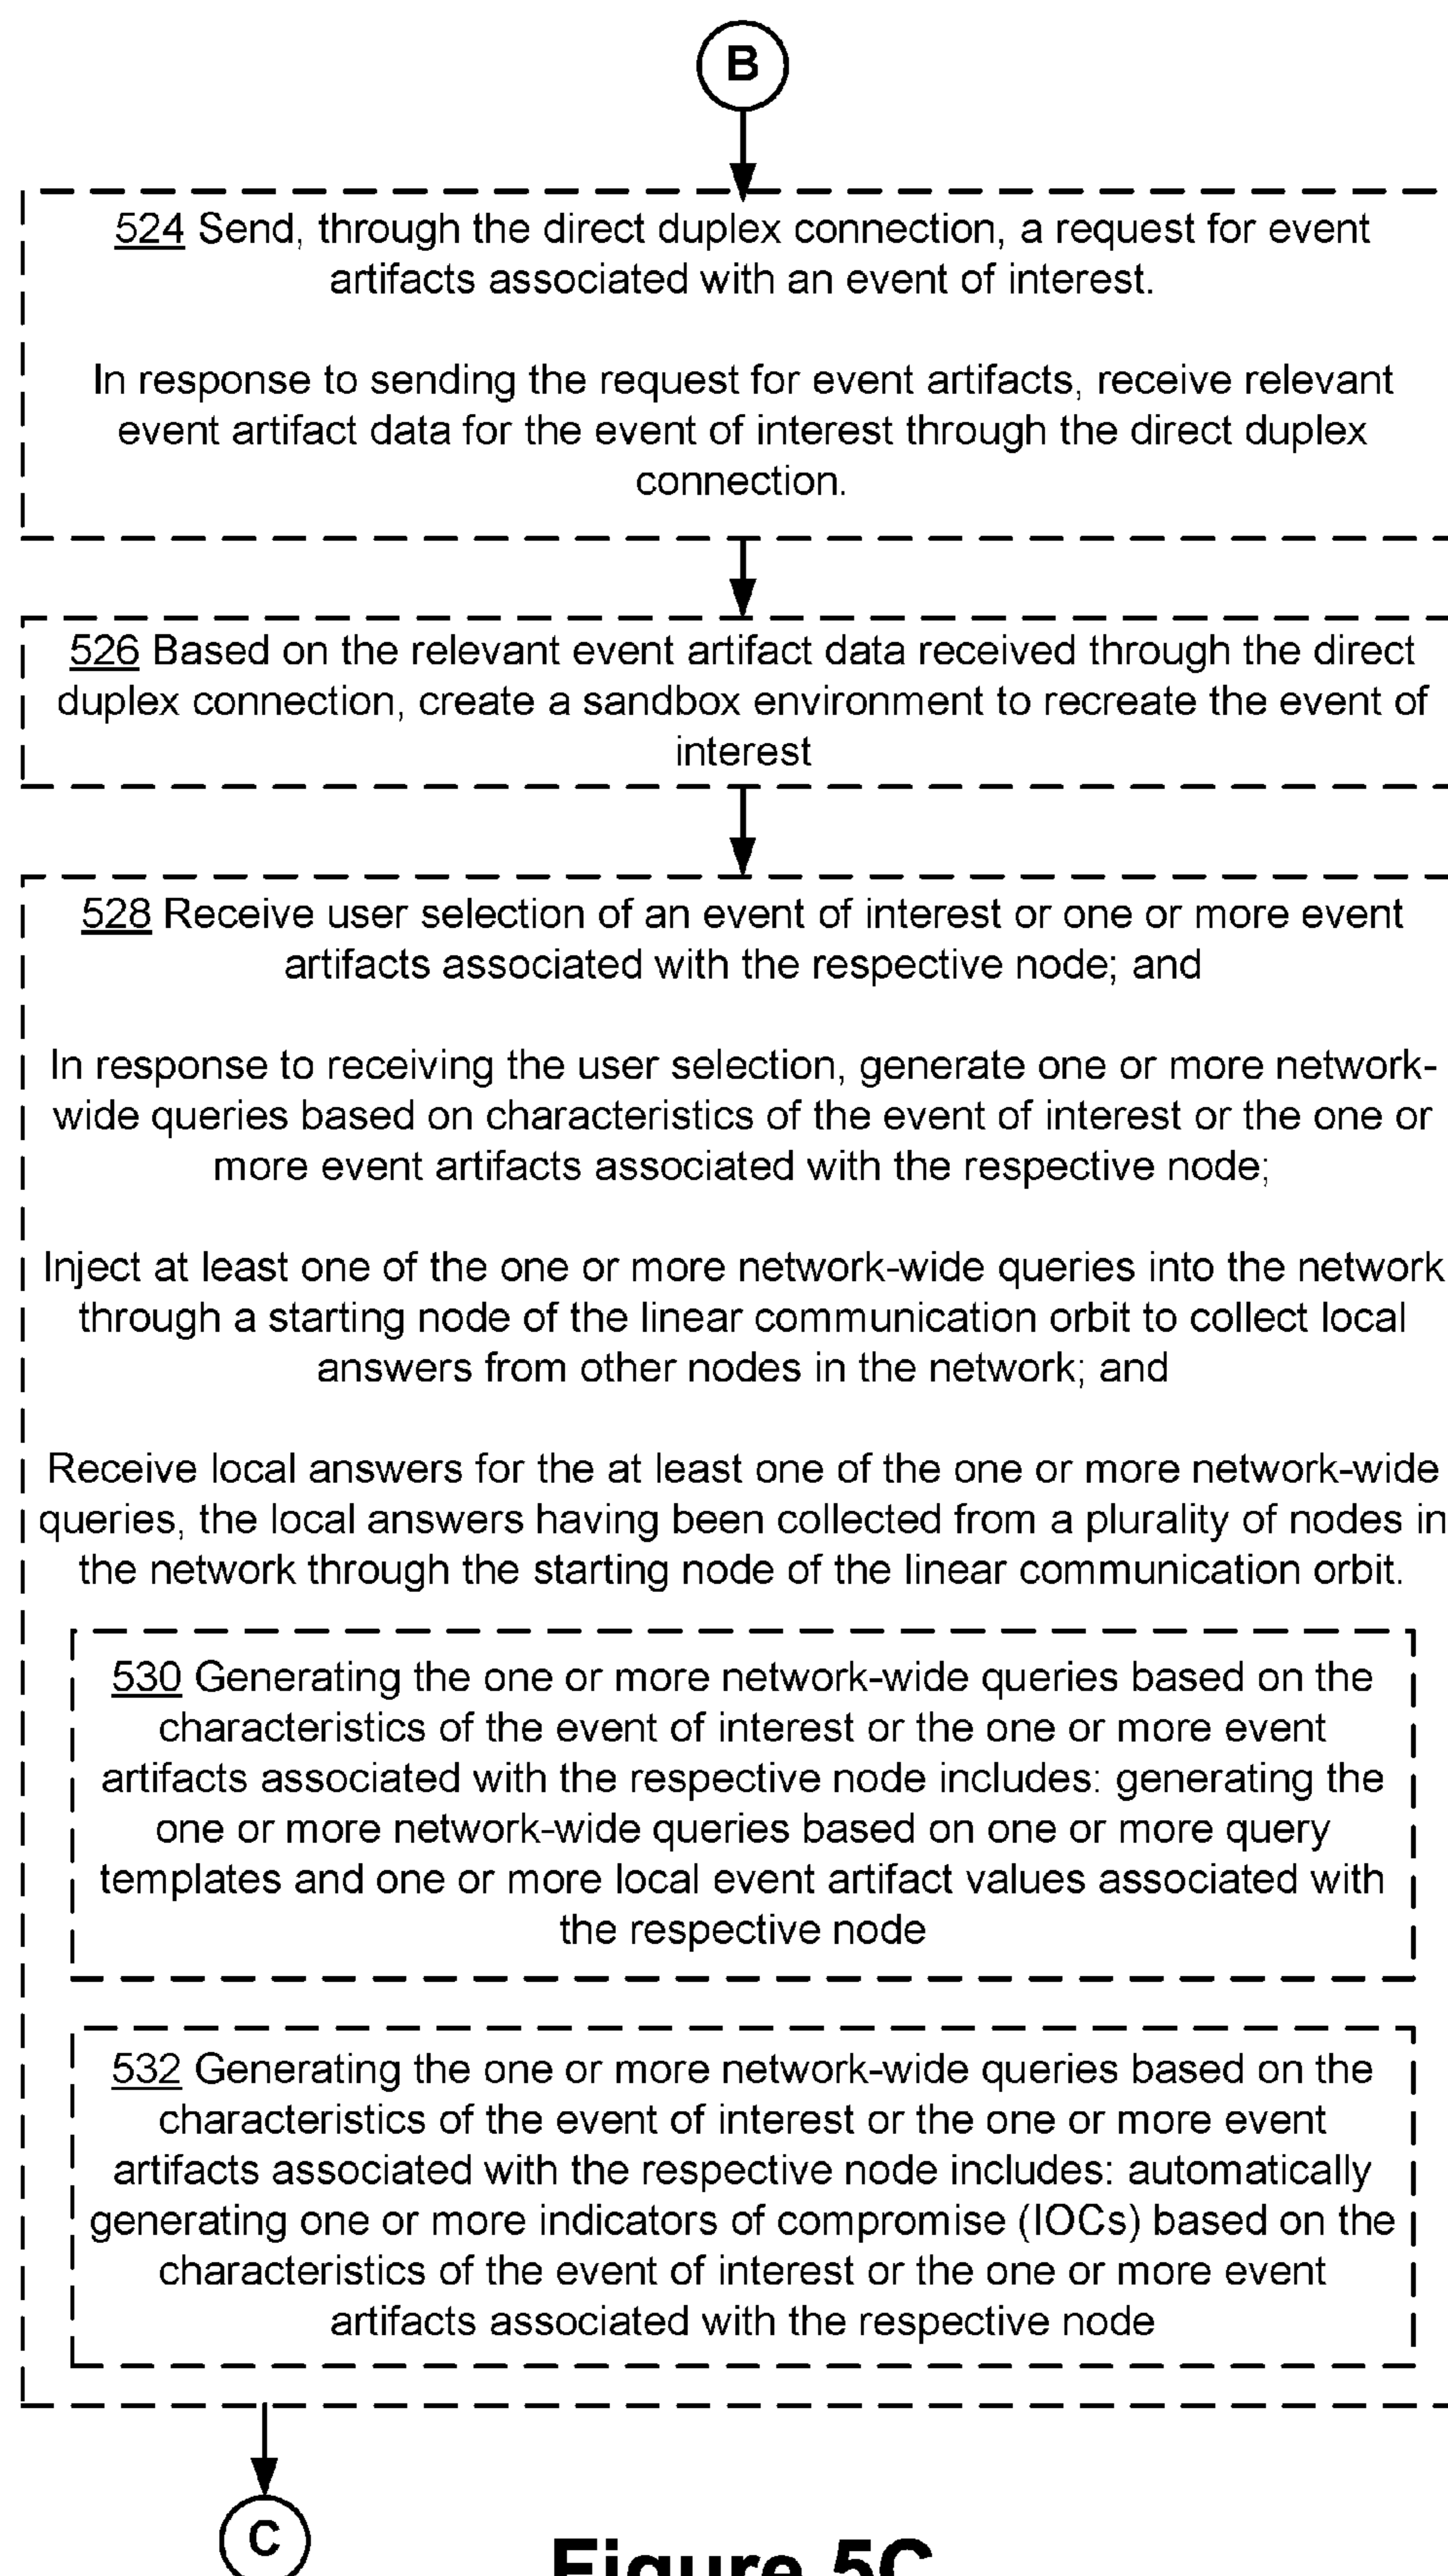 B
524 Send, through the direct duplex connection, a request for event
artifacts associated with an event of interest.
In response to sending the request for event artifacts, receive relevant
event artifact data for the event of interest through the direct duplex
connection.
526 Based on the relevant event artifact data received through the direct
duplex connection, create a sandbox environment to recreate the event of
interest
528 Receive user selection of an event of interest or one or more event
artifacts associated with the respective node; and
In response to receiving the user selection, generate one or more network-
wide queries based on characteristics of the event of interest or the one or
more event artifacts associated with the respective node;
Inject at least one of the one or more network-wide queries into the network
through a starting node of the linear communication orbit to collect local
answers from other nodes in the network; and
Receive local answers for the at least one of the one or more network-wide
queries, the local answers having been collected from a plurality of nodes in
the network through the starting node of the linear communication orbit.
530 Generating the one or more network-wide queries based on the
characteristics of the event of interest or the one or more event
artifacts associated with the respective node includes: generating the
one or more network-wide queries based on one or more query
templates and one or more local event artifact values associated with
the respective node
532 Generating the one or more network-wide queries based on the
characteristics of the event of interest or the one or more event
artifacts associated with the respective node includes: automatically
generating one or more indicators of compromise (IOCs) based on the
characteristics of the event of interest or the one or more event
artifacts associated with the respective node
C
Figure 5C